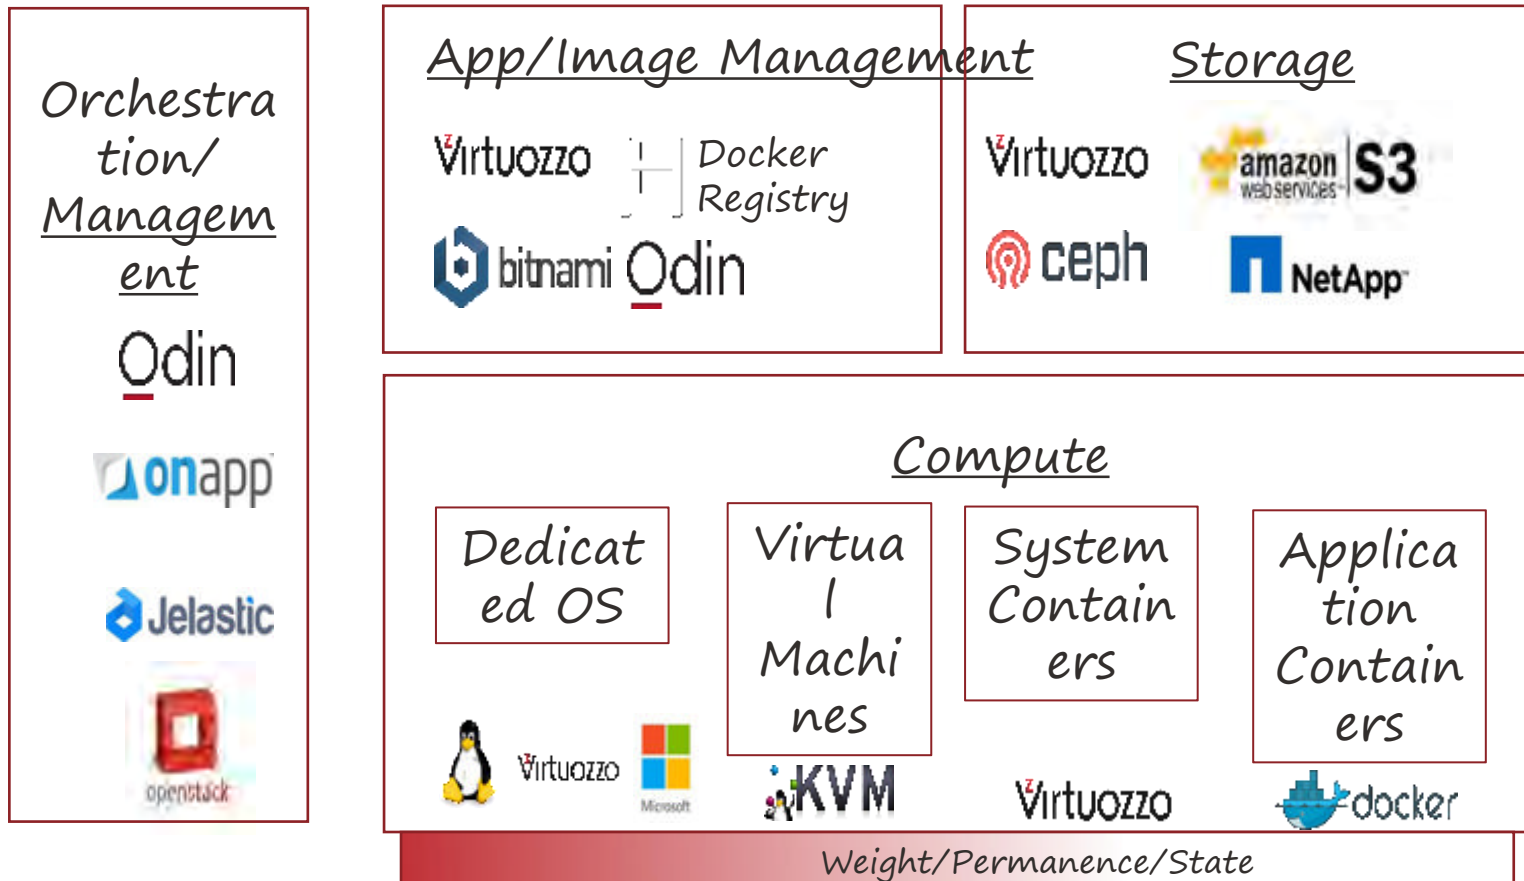 Orchestra
tion/
Managem
ent
Odin
onapp
Jelastic
openstack
App/Image Management
Virtuozzo
Docker
Registry
bitnami
Odin
Storage
Virtuozzo
amazon
web services
S3
ceph
NetApp
Compute
Dedicat
ed OS
Virtuozzo
Microsoft
Virtua
l
Machi
nes
KVM
System
Contain
ers
Virtuozzo
Applica
tion
Contain
ers
docker
Weight/Permanence/State